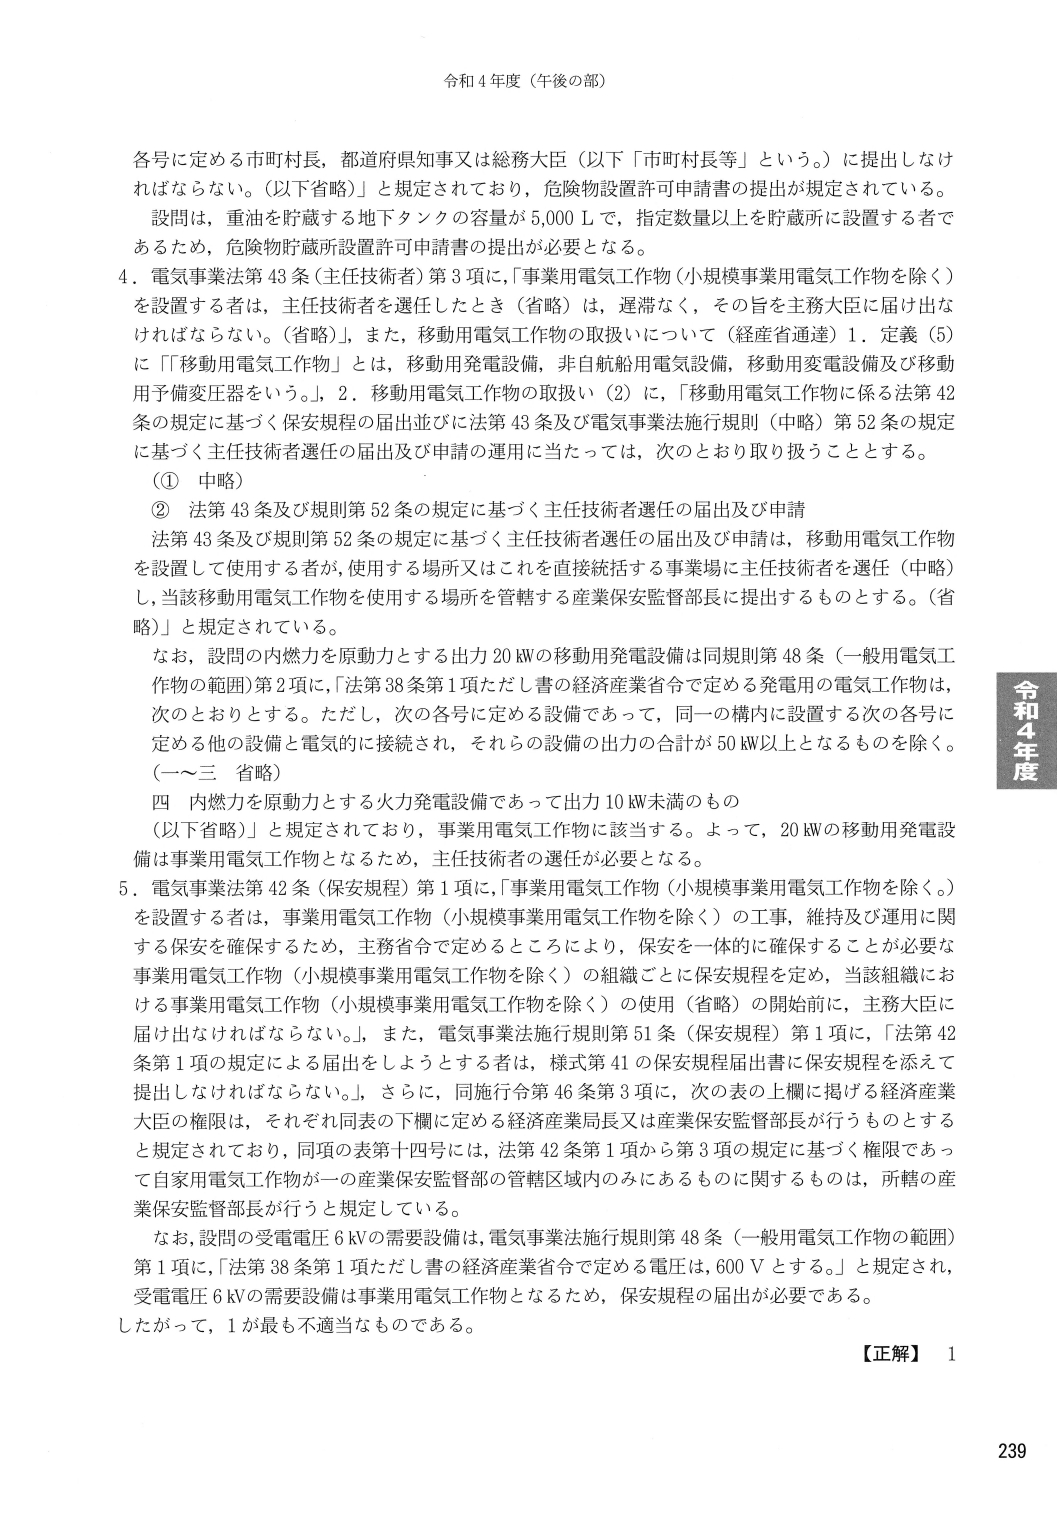 令和4年度（午後の部）
各号に定める市町村長，都道府県知事又は総務大臣（以下「市町村長等」という。）に提出しなけ
ればならない。（以下省略）」と規定されており，危険物設置許可申請書の提出が規定されている。
設問は，重油を貯蔵する地下タンクの容量が5,000 Lで，指定数量以上を貯蔵所に設置する者で
あるため，危険物貯蔵所設置許可申請書の提出が必要となる。
4．電気事業法第43条（主任技術者）第3項に，「事業用電気工作物（小規模事業用電気工作物を除く）
を設置する者は，主任技術者を選任したとき（省略）は，遅滞なく，その旨を主務大臣に届け出な
ければならない。（省略）」，また，移動用電気工作物の取扱いについて（経産省通達）1．定義（5）
に「「移動用電気工作物」とは，移動用発電設備，非自航船用電気設備，移動用変電設備及び移動
用予備変圧器をいう。」，2．移動用電気工作物の取扱い（2）に，「移動用電気工作物に係る法第42
条の規定に基づく保安規程の届出並びに法第43条及び電気事業法施行規則（中略）第52条の規定
に基づく主任技術者選任の届出及び申請の運用に当たっては，次のとおり取り扱うこととする。
（①　中略）
②　法第43条及び規則第52条の規定に基づく主任技術者選任の届出及び申請
法第43条及び規則第52条の規定に基づく主任技術者選任の届出及び申請は，移動用電気工作物
を設置して使用する者が，使用する場所又はこれを直接統括する事業場に主任技術者を選任（中略）
し，当該移動用電気工作物を使用する場所を管轄する産業保安監督部長に提出するものとする。（省
略）」と規定されている。
なお，設問の内燃力を原動力とする出力20㎾の移動用発電設備は同規則第48条（一般用電気工
作物の範囲）第2項に，「法第38条第1項ただし書の経済産業省令で定める発電用の電気工作物は，
次のとおりとする。ただし，次の各号に定める設備であって，同一の構内に設置する次の各号に
定める他の設備と電気的に接続され，それらの設備の出力の合計が50㎾以上となるものを除く。
（一～三　省略）
四　内燃力を原動力とする火力発電設備であって出力10㎾未満のもの
（以下省略）」と規定されており，事業用電気工作物に該当する。よって，20㎾の移動用発電設
備は事業用電気工作物となるため，主任技術者の選任が必要となる。
5．電気事業法第42条（保安規程）第1項に，「事業用電気工作物（小規模事業用電気工作物を除く。）
を設置する者は，事業用電気工作物（小規模事業用電気工作物を除く）の工事，維持及び運用に関
する保安を確保するため，主務省令で定めるところにより，保安を一体的に確保することが必要な
事業用電気工作物（小規模事業用電気工作物を除く）の組織ごとに保安規程を定め，当該組織にお
ける事業用電気工作物（小規模事業用電気工作物を除く）の使用（省略）の開始前に，主務大臣に
届け出なければならない。」，また，電気事業法施行規則第51条（保安規程）第1項に，「法第42
条第1項の規定による届出をしようとする者は，様式第41の保安規程届出書に保安規程を添えて
提出しなければならない。」，さらに，同施行令第46条第3項に，次の表の上欄に掲げる経済産業
大臣の権限は，それぞれ同表の下欄に定める経済産業局長又は産業保安監督部長が行うものとする
と規定されており，同項の表第十四号には，法第42条第1項から第3項の規定に基づく権限であっ
て自家用電気工作物が一の産業保安監督部の管轄区域内のみにあるものに関するものは，所轄の産
業保安監督部長が行うと規定している。
なお，設問の受電電圧6㎸の需要設備は，電気事業法施行規則第48条（一般用電気工作物の範囲）
第1項に，「法第38条第1項ただし書の経済産業省令で定める電圧は，600 Vとする。」と規定され，
受電電圧6㎸の需要設備は事業用電気工作物となるため，保安規程の届出が必要である。
したがって，1が最も不適当なものである。
【正解】　1
令和4年度
239